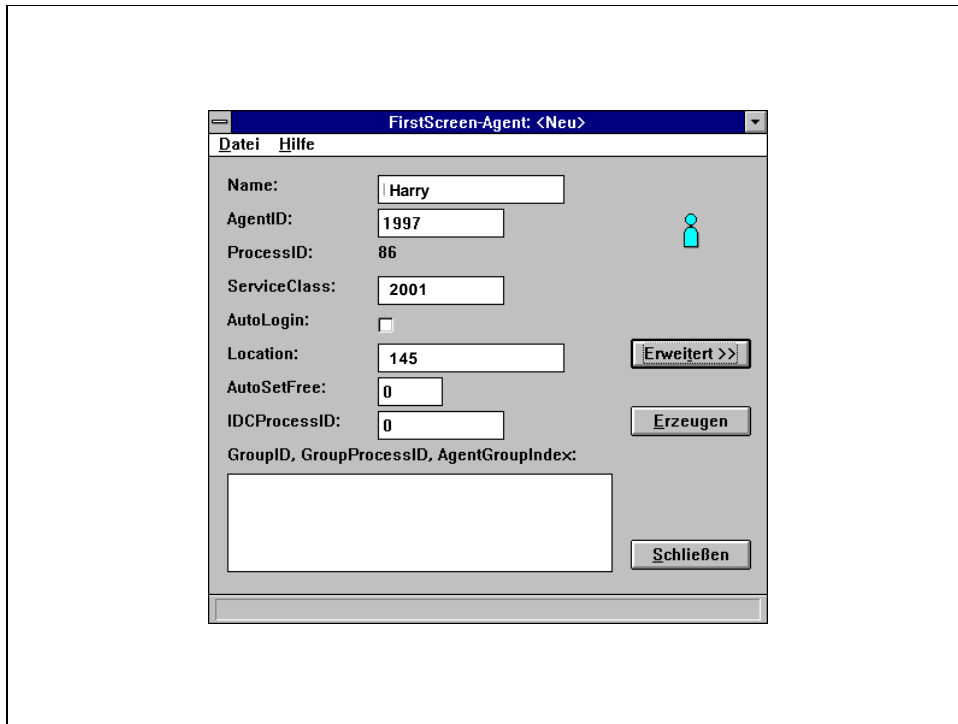 FirstScreen-Agent: <Neu>
Datei Hilfe
Name: Harry
AgentID: 1997
ProcessID: 86
ServiceClass: 2001
AutoLogin:
Location: 145 Erweitert >>
AutoSetFree: 0
IDCProcessID: 0 Erzeugen
GroupID, GroupProcessID, AgentGroupIndex:
Schließen